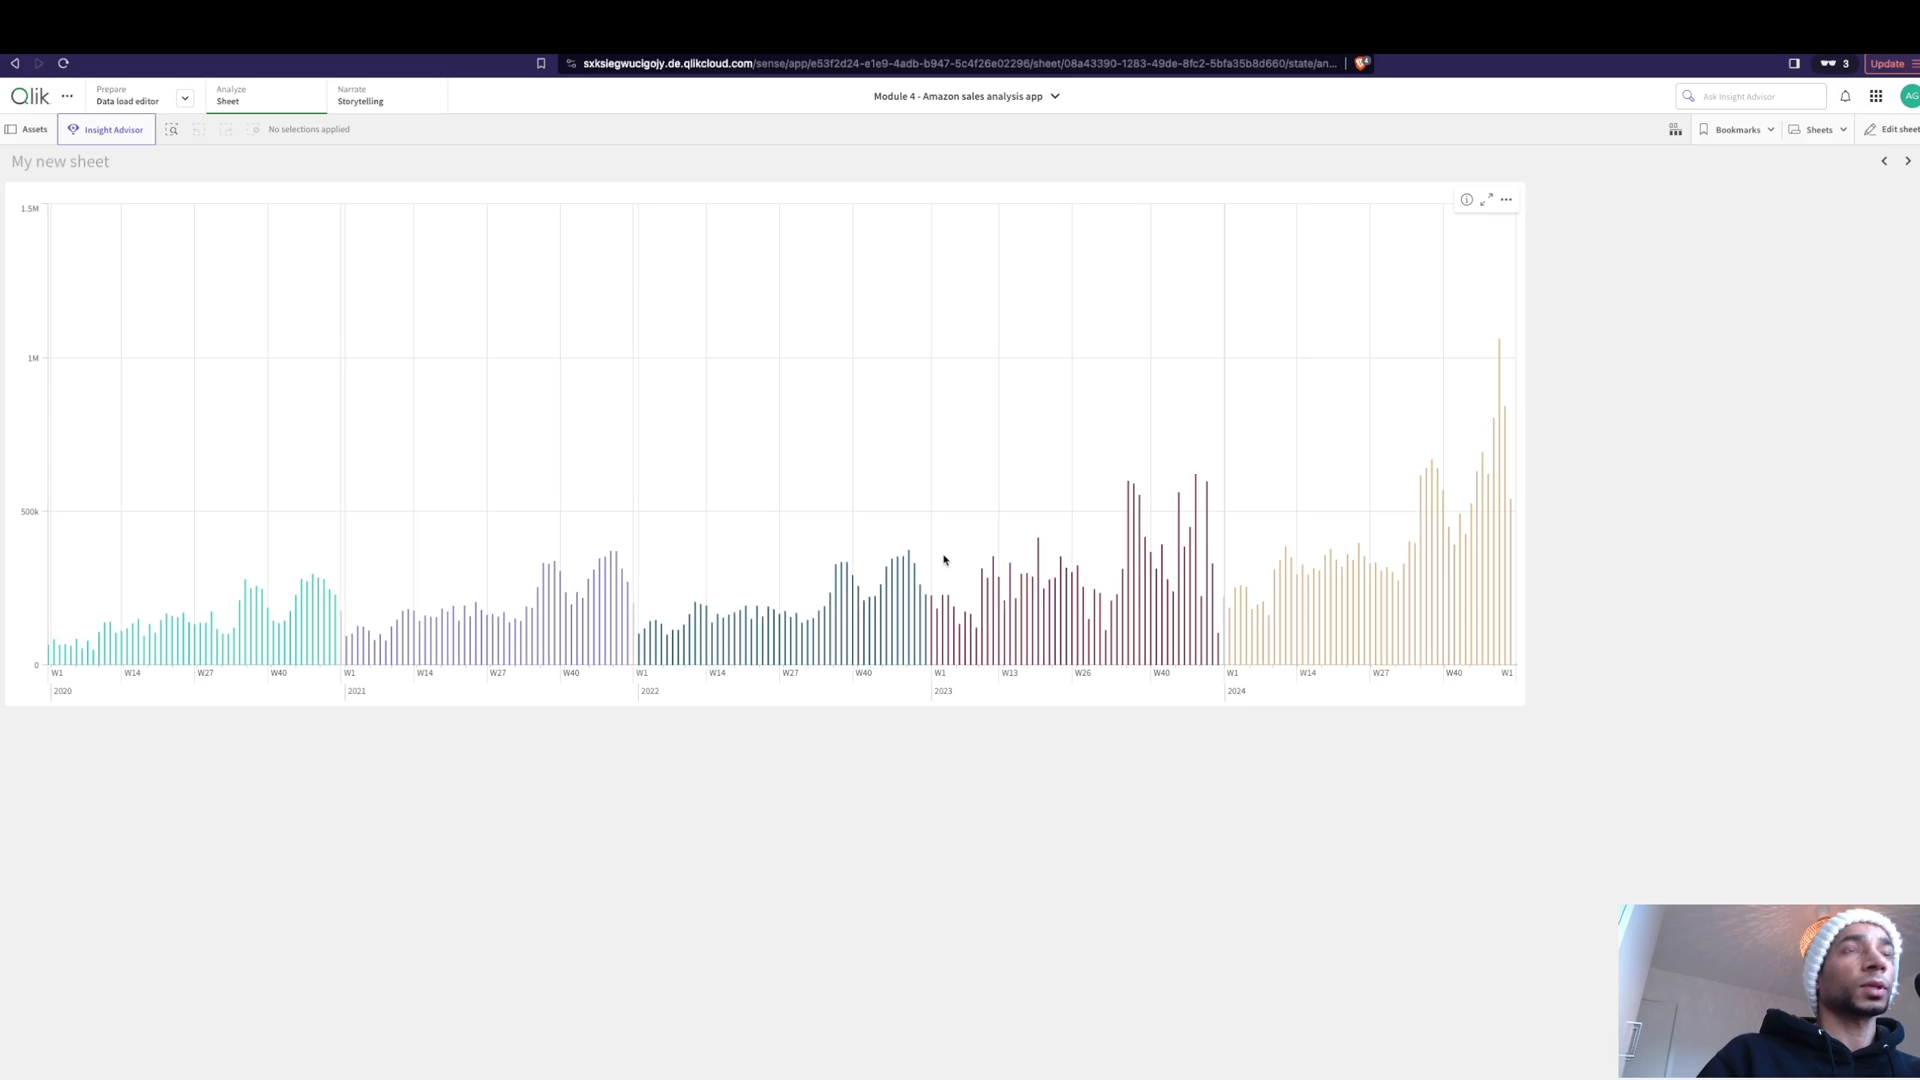 sxksiegwucigojy.de.qlikcloud.com/sense/app/e53f2d24-e1e9-4adb-b947-5c4f26e02296/sheet/08a43390-1283-49de-8fc2-5bfa35b8d660/state/an...
4
3
Update
Qlik
Prepare
Data load editor
Analyze
Sheet
Narrate
Storytelling
Module 4 - Amazon sales analysis app
Ask Insight Advisor
AG
Assets
Insight Advisor
No selections applied
Bookmarks
Sheets
Edit sheet
My new sheet
1.5M
1M
500k
0
W1 W14 W27 W40 W1 W14 W27 W40 W1 W14 W27 W40 W1 W13 W26 W40 W1 W14 W27 W40 W1
2020 2021 2022 2023 2024